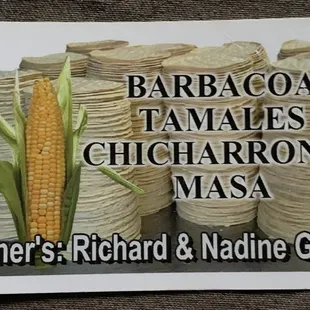 BARBACOA
TAMALES
CHICHARRON
MASA
ner's: Richard & Nadine G